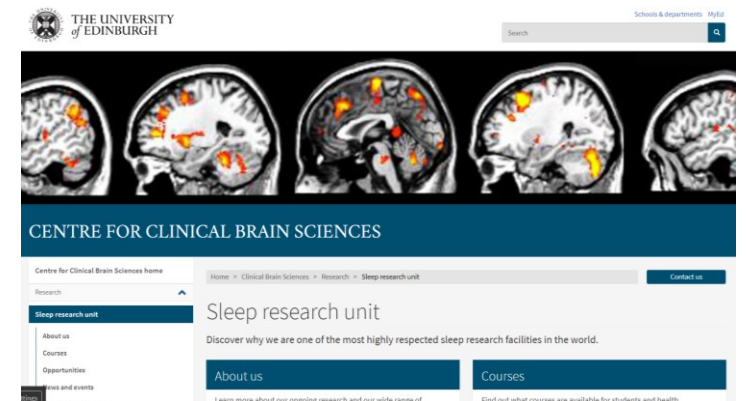 Schools & departments MyEd
THE UNIVERSITY
of EDINBURGH
Search
CENTRE FOR CLINICAL BRAIN SCIENCES
Centre for Clinical Brain Sciences home
Home > Clinical Brain Sciences > Research > Sleep research unit
Contact us
Research
Sleep research unit
Sleep research unit
About us
Discover why we are one of the most highly respected sleep research facilities in the world.
Courses
Opportunities
About us
Courses
News and events
Learn more about our ongoing research and our wide range of
Find out what courses are available for students and health